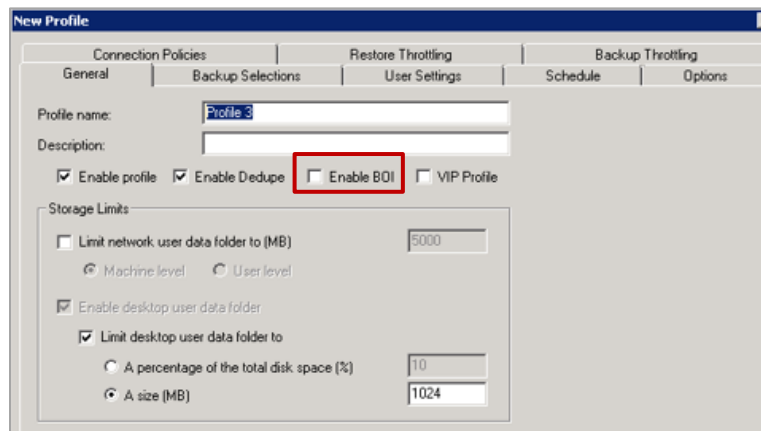 New Profile
Connection Policies Restore Throttling Backup Throttling
General Backup Selections User Settings Schedule Options
Profile name: Profile 3
Description:
Enable profile Enable Dedupe Enable BOI VIP Profile
Storage Limits
Limit network user data folder to (MB) 5000
Machine level User level
Enable desktop user data folder
Limit desktop user data folder to
A percentage of the total disk space (%) 10
A size (MB) 1024